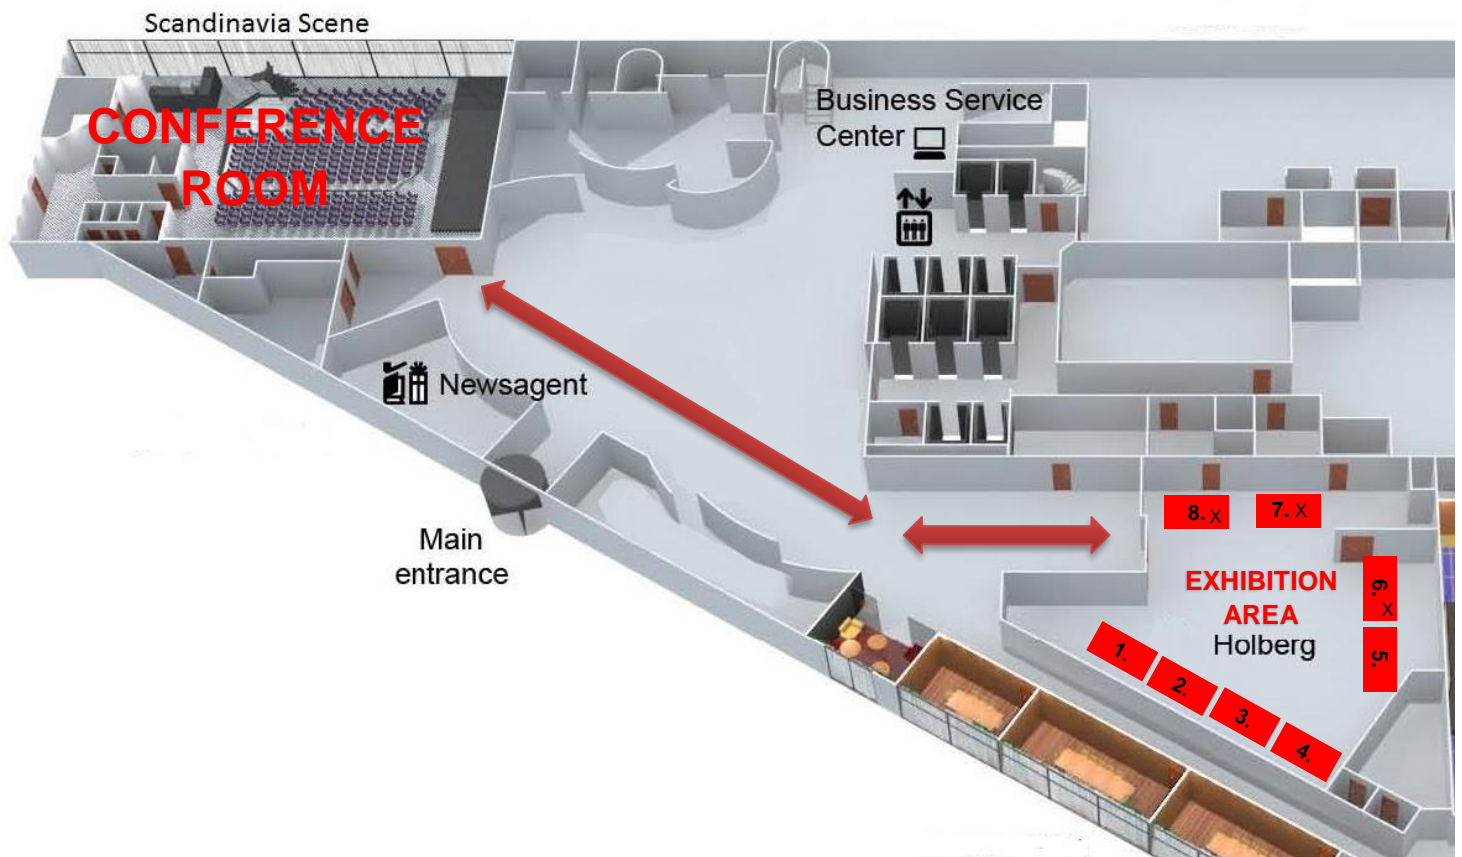 Scandinavia Scene
CONFERENCE
ROOM
Business Service
Center
Newsagent
Main
entrance
8. X
7. X
EXHIBITION
AREA
Holberg
6. X
5.
1.
2.
3.
4.